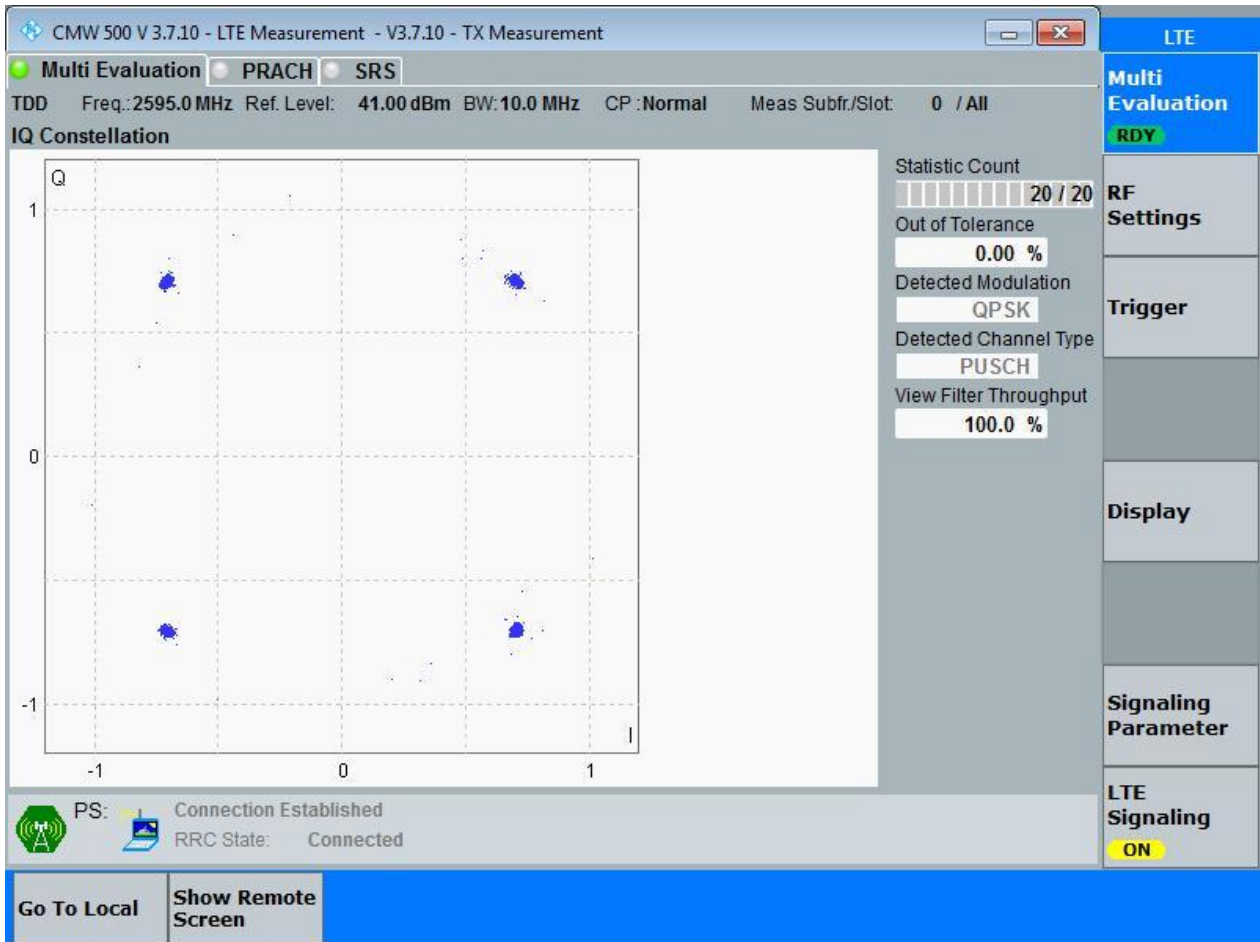 CMW 500 V 3.7.10 - LTE Measurement - V3.7.10 - TX Measurement
LTE
Multi Evaluation PRACH SRS
TDD Freq.: 2595.0 MHz Ref. Level: 41.00 dBm BW: 10.0 MHz CP : Normal Meas Subfr./Slot: 0 / All
IQ Constellation
Q
1
0
-1
-1 0 1
I
Statistic Count
20 / 20
Out of Tolerance
0.00 %
Detected Modulation
QPSK
Detected Channel Type
PUSCH
View Filter Throughput
100.0 %
Multi
Evaluation
RDY
RF
Settings
Trigger
Display
Signaling
Parameter
LTE
Signaling
ON
PS: Connection Established
RRC State: Connected
Go To Local
Show Remote
Screen